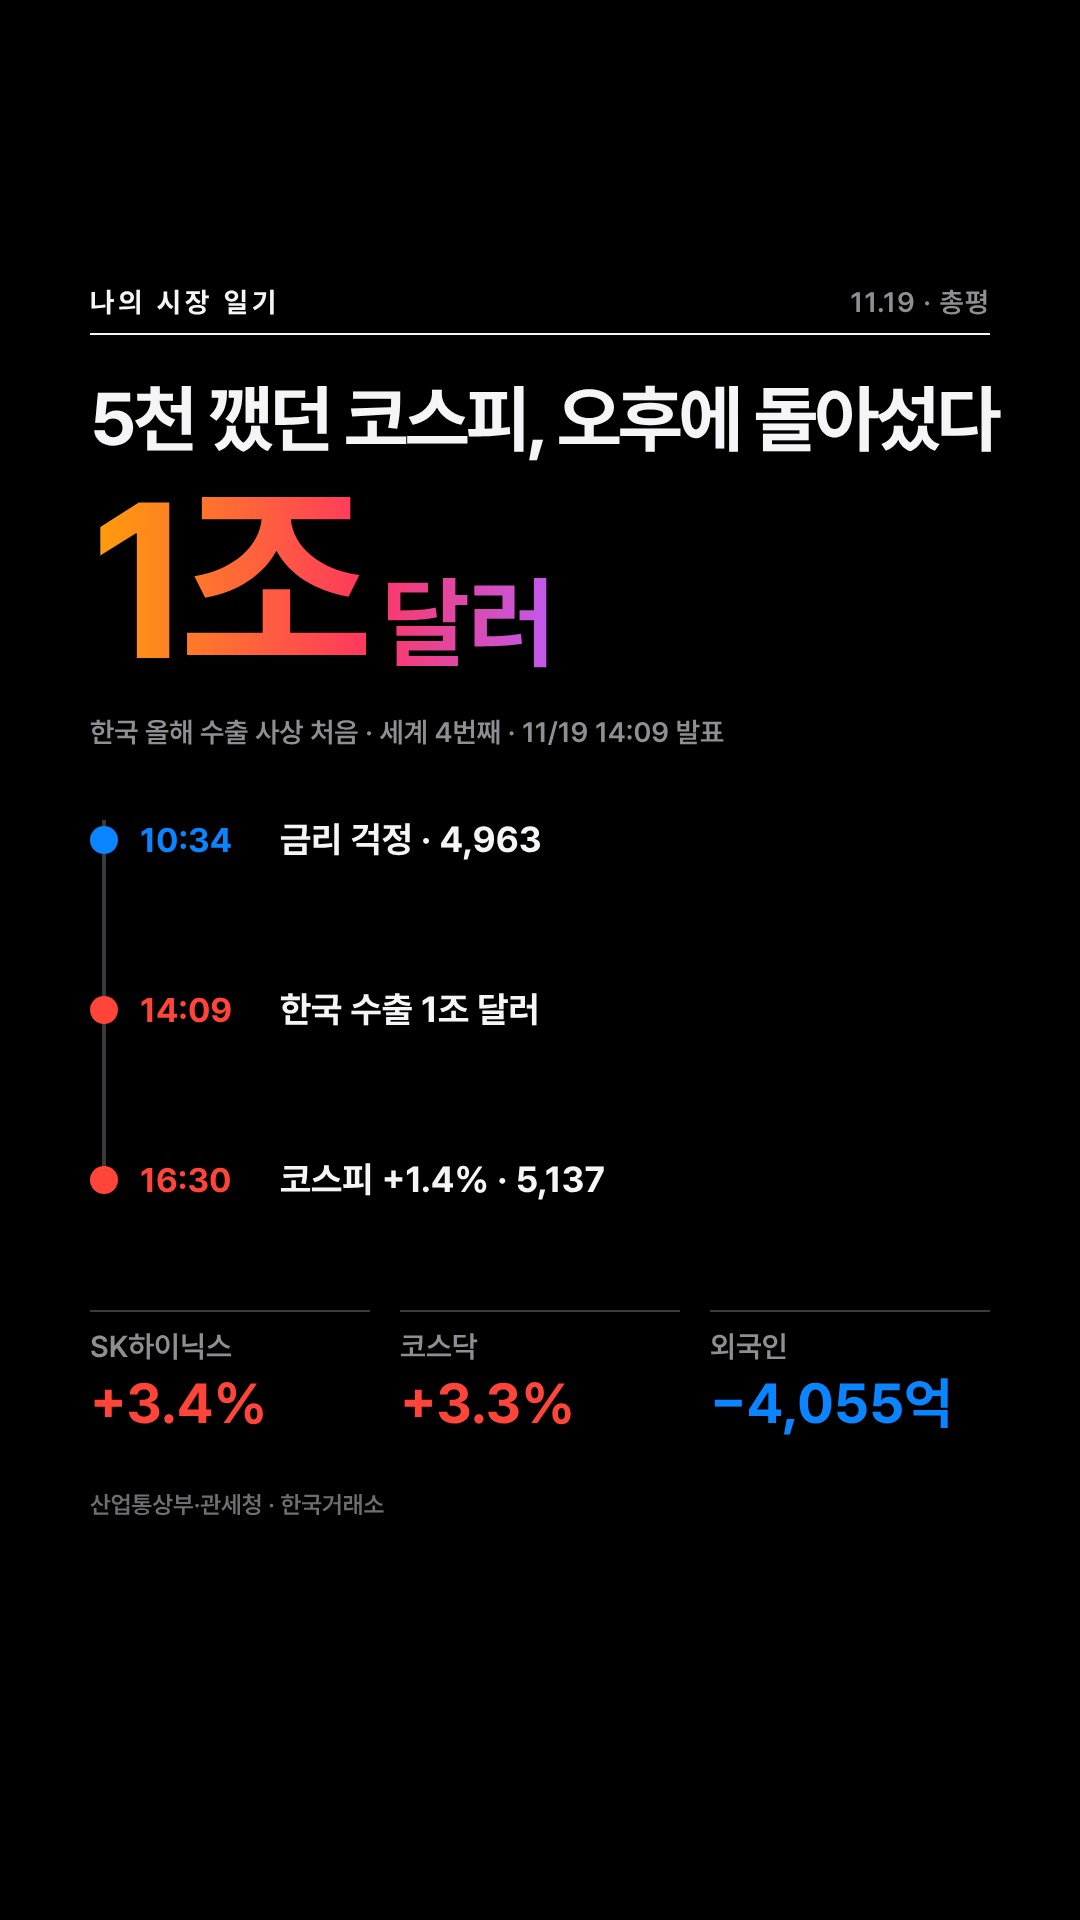 나의 시장 일기
11.19 · 총평
5천 깼던 코스피, 오후에 돌아섰다
1조 달러
한국 올해 수출 사상 처음 · 세계 4번째 · 11/19 14:09 발표
10:34 금리 걱정 · 4,963
14:09 한국 수출 1조 달러
16:30 코스피 +1.4% · 5,137
SK하이닉스
+3.4%
코스닥
+3.3%
외국인
−4,055억
산업통상부·관세청 · 한국거래소